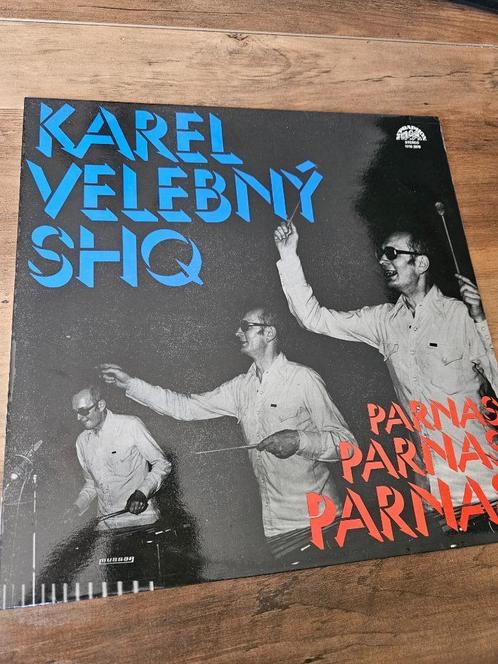 KAREL
VELEBNÝ
SHQ
SUPRAPHON
STEREO
PARNAS
PARNAS
PARNAS
musser